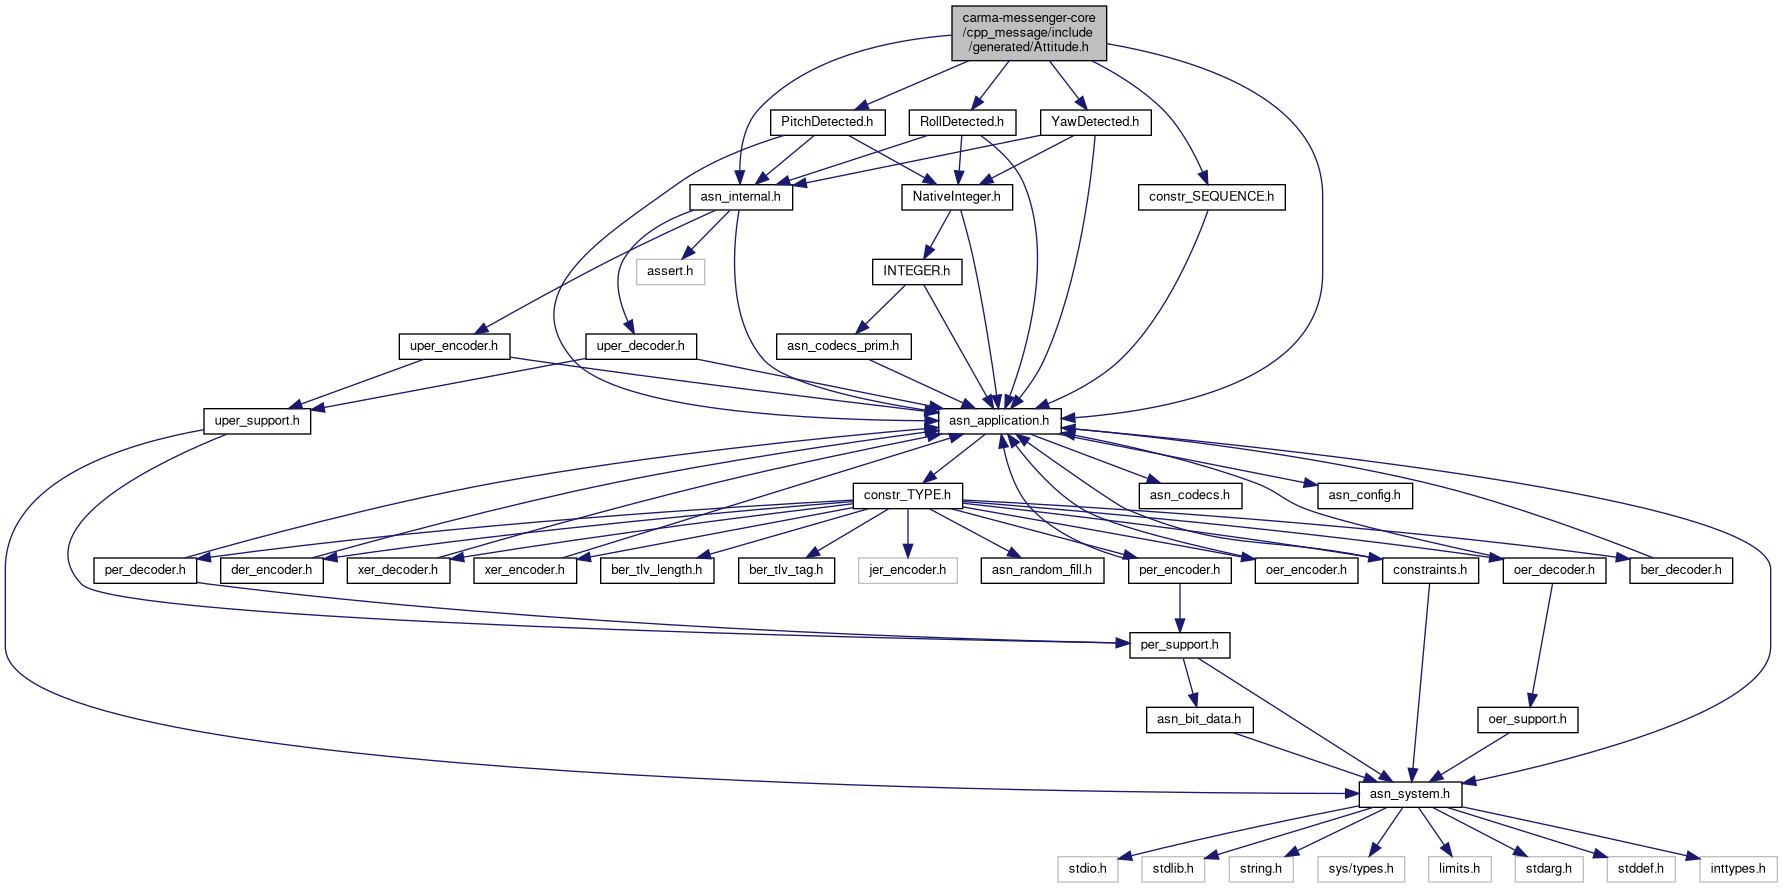 carma-messenger-core
/cpp_message/include
/generated/Attitude.h
PitchDetected.h
RollDetected.h
YawDetected.h
asn_internal.h
NativeInteger.h
constr_SEQUENCE.h
assert.h
INTEGER.h
uper_encoder.h
uper_decoder.h
asn_codecs_prim.h
uper_support.h
asn_application.h
constr_TYPE.h
asn_codecs.h
asn_config.h
per_decoder.h
der_encoder.h
xer_decoder.h
xer_encoder.h
ber_tlv_length.h
ber_tlv_tag.h
jer_encoder.h
asn_random_fill.h
per_encoder.h
oer_encoder.h
constraints.h
oer_decoder.h
ber_decoder.h
per_support.h
asn_bit_data.h
oer_support.h
asn_system.h
stdio.h
stdlib.h
string.h
sys/types.h
limits.h
stdarg.h
stddef.h
inttypes.h